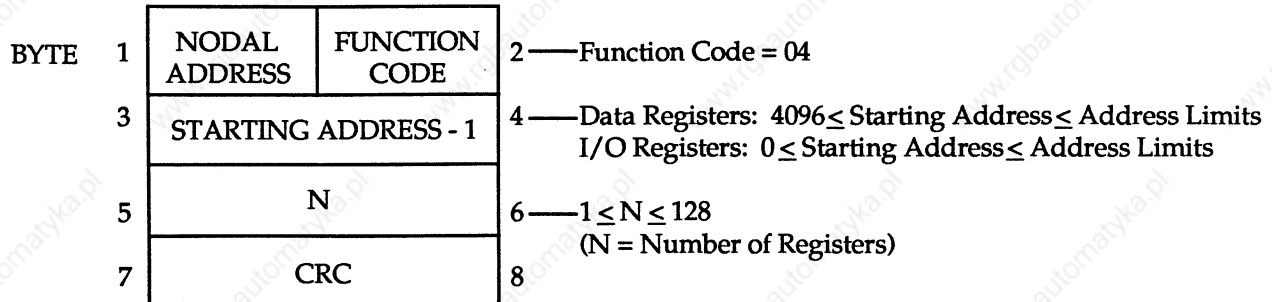 BYTE 1 NODAL ADDRESS FUNCTION CODE 2 Function Code = 04
3 STARTING ADDRESS - 1 4 Data Registers: 4096≤ Starting Address≤ Address Limits
I/O Registers: 0≤ Starting Address≤ Address Limits
5 N 6 1≤N≤128
(N = Number of Registers)
7 CRC 8